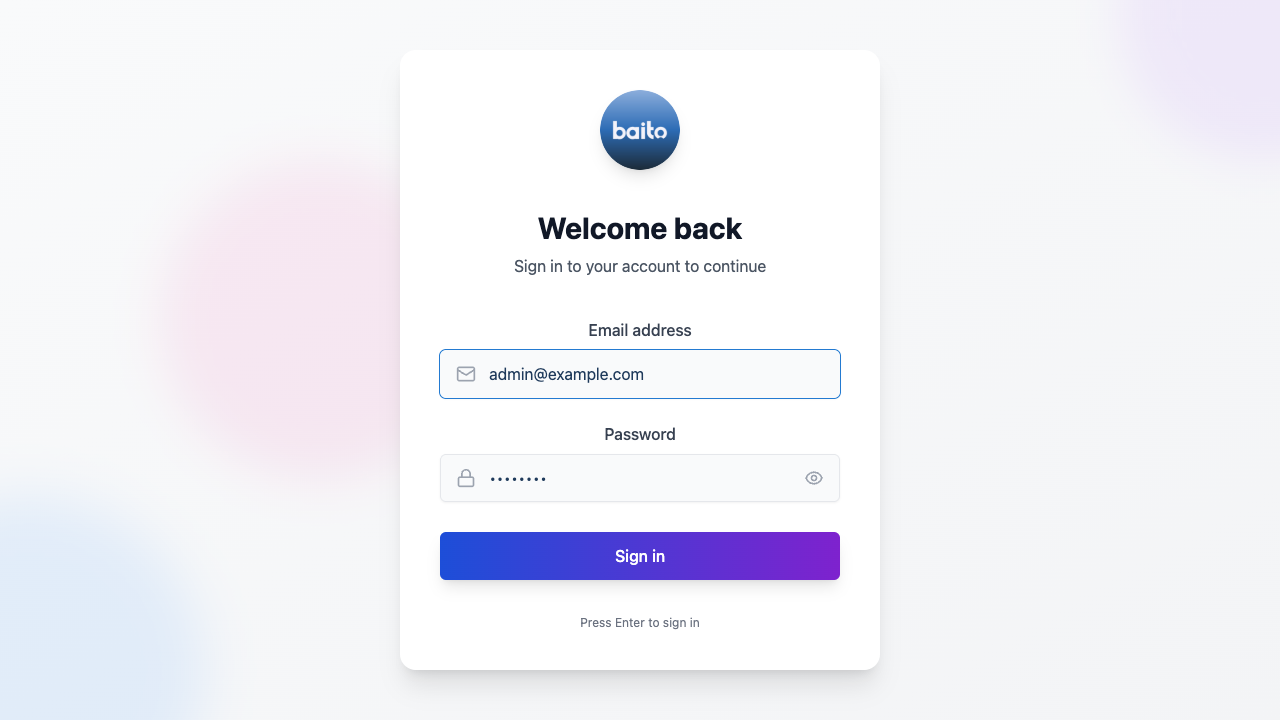 baito
Welcome back
Sign in to your account to continue
Email address
admin@example.com
Password
••••••••
Sign in
Press Enter to sign in